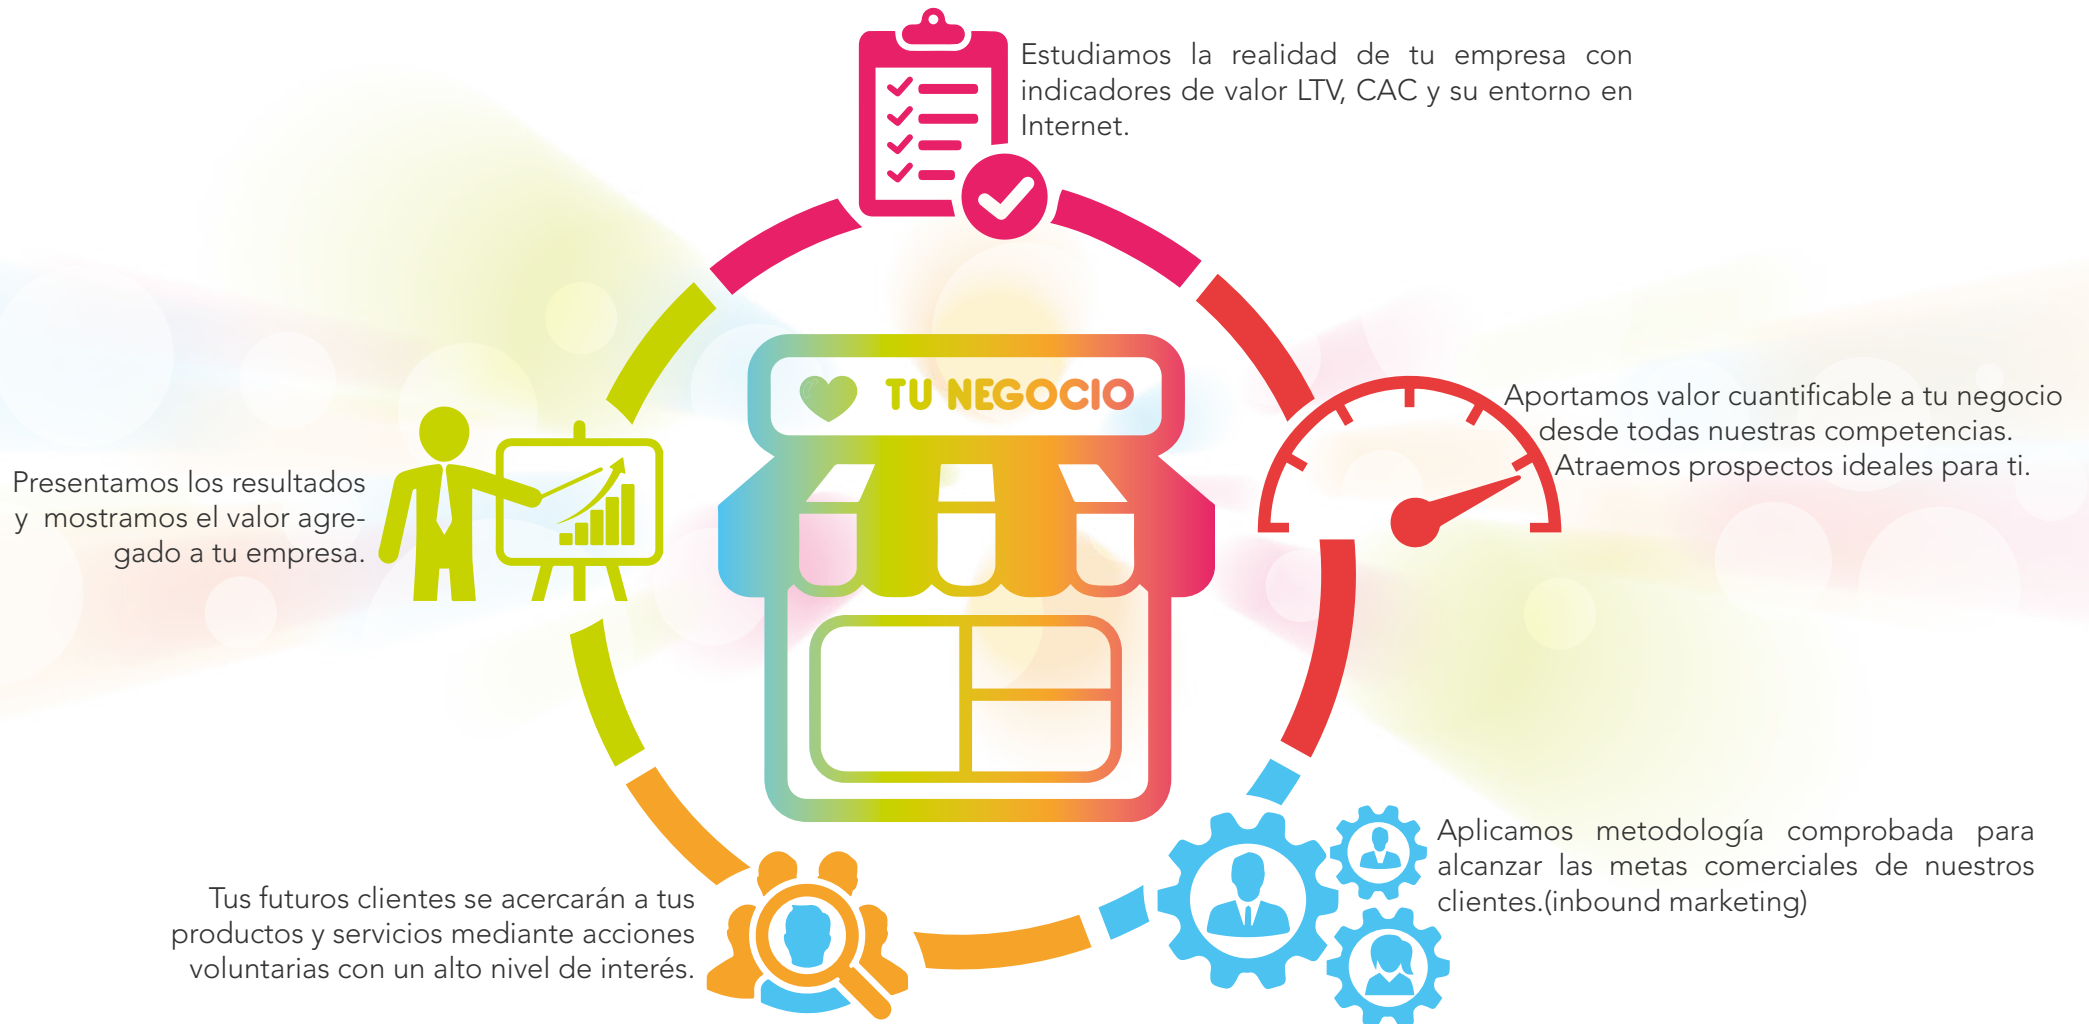 Estudiamos la realidad de tu empresa con
indicadores de valor LTV, CAC y su entorno en
Internet.
TU NEGOCIO
Aportamos valor cuantificable a tu negocio
desde todas nuestras competencias.
Atraemos prospectos ideales para ti.
Presentamos los resultados
y mostramos el valor agre-
gado a tu empresa.
Aplicamos metodología comprobada para
alcanzar las metas comerciales de nuestros
clientes.(inbound marketing)
Tus futuros clientes se acercarán a tus
productos y servicios mediante acciones
voluntarias con un alto nivel de interés.